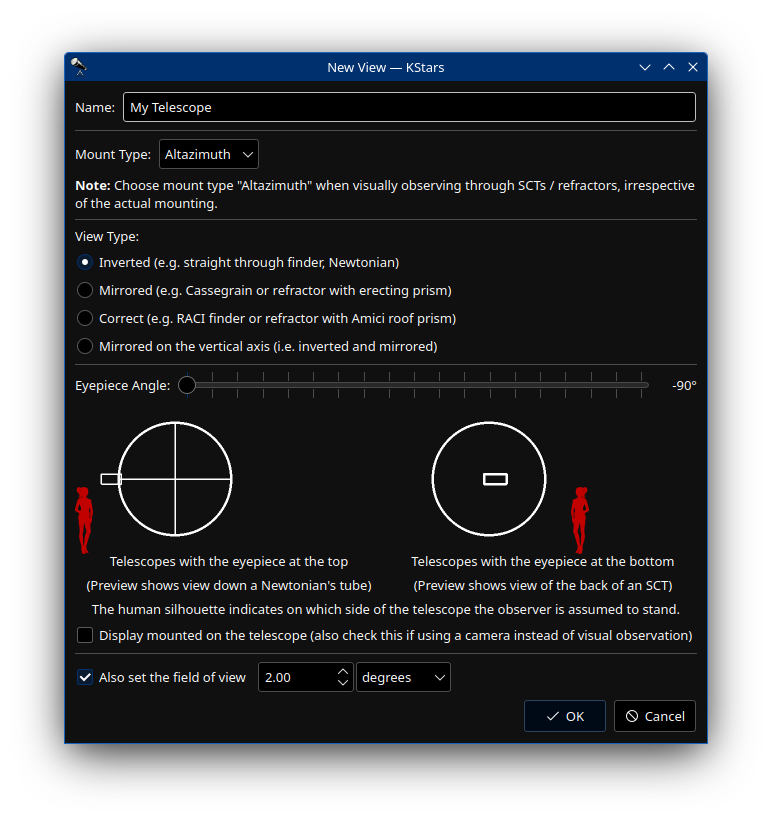 New View — KStars
Name: My Telescope
Mount Type: Altazimuth
Note: Choose mount type "Altazimuth" when visually observing through SCTs / refractors, irrespective
of the actual mounting.
View Type:
Inverted (e.g. straight through finder, Newtonian)
Mirrored (e.g. Cassegrain or refractor with erecting prism)
Correct (e.g. RACI finder or refractor with Amici roof prism)
Mirrored on the vertical axis (i.e. inverted and mirrored)
Eyepiece Angle: -90°
Telescopes with the eyepiece at the top Telescopes with the eyepiece at the bottom
(Preview shows view down a Newtonian's tube) (Preview shows view of the back of an SCT)
The human silhouette indicates on which side of the telescope the observer is assumed to stand.
Display mounted on the telescope (also check this if using a camera instead of visual observation)
Also set the field of view 2.00 degrees
OK Cancel